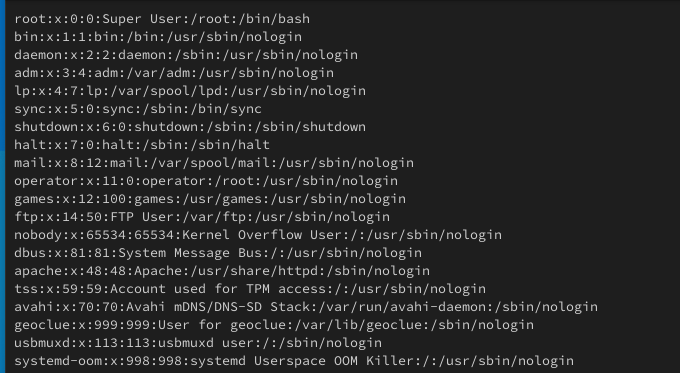 root:x:0:0:Super User:/root:/bin/bash
bin:x:1:1:bin:/bin:/usr/sbin/nologin
daemon:x:2:2:daemon:/sbin:/usr/sbin/nologin
adm:x:3:4:adm:/var/adm:/usr/sbin/nologin
lp:x:4:7:lp:/var/spool/lpd:/usr/sbin/nologin
sync:x:5:0:sync:/sbin:/bin/sync
shutdown:x:6:0:shutdown:/sbin:/sbin/shutdown
halt:x:7:0:halt:/sbin:/sbin/halt
mail:x:8:12:mail:/var/spool/mail:/usr/sbin/nologin
operator:x:11:0:operator:/root:/usr/sbin/nologin
games:x:12:100:games:/usr/games:/usr/sbin/nologin
ftp:x:14:50:FTP User:/var/ftp:/usr/sbin/nologin
nobody:x:65534:65534:Kernel Overflow User:/:/usr/sbin/nologin
dbus:x:81:81:System Message Bus:/:/usr/sbin/nologin
apache:x:48:48:Apache:/usr/share/httpd:/sbin/nologin
tss:x:59:59:Account used for TPM access:/:/usr/sbin/nologin
avahi:x:70:70:Avahi mDNS/DNS-SD Stack:/var/run/avahi-daemon:/sbin/nologin
geoclue:x:999:999:User for geoclue:/var/lib/geoclue:/sbin/nologin
usbmuxd:x:113:113:usbmuxd user:/:/sbin/nologin
systemd-oom:x:998:998:systemd Userspace OOM Killer:/:/usr/sbin/nologin